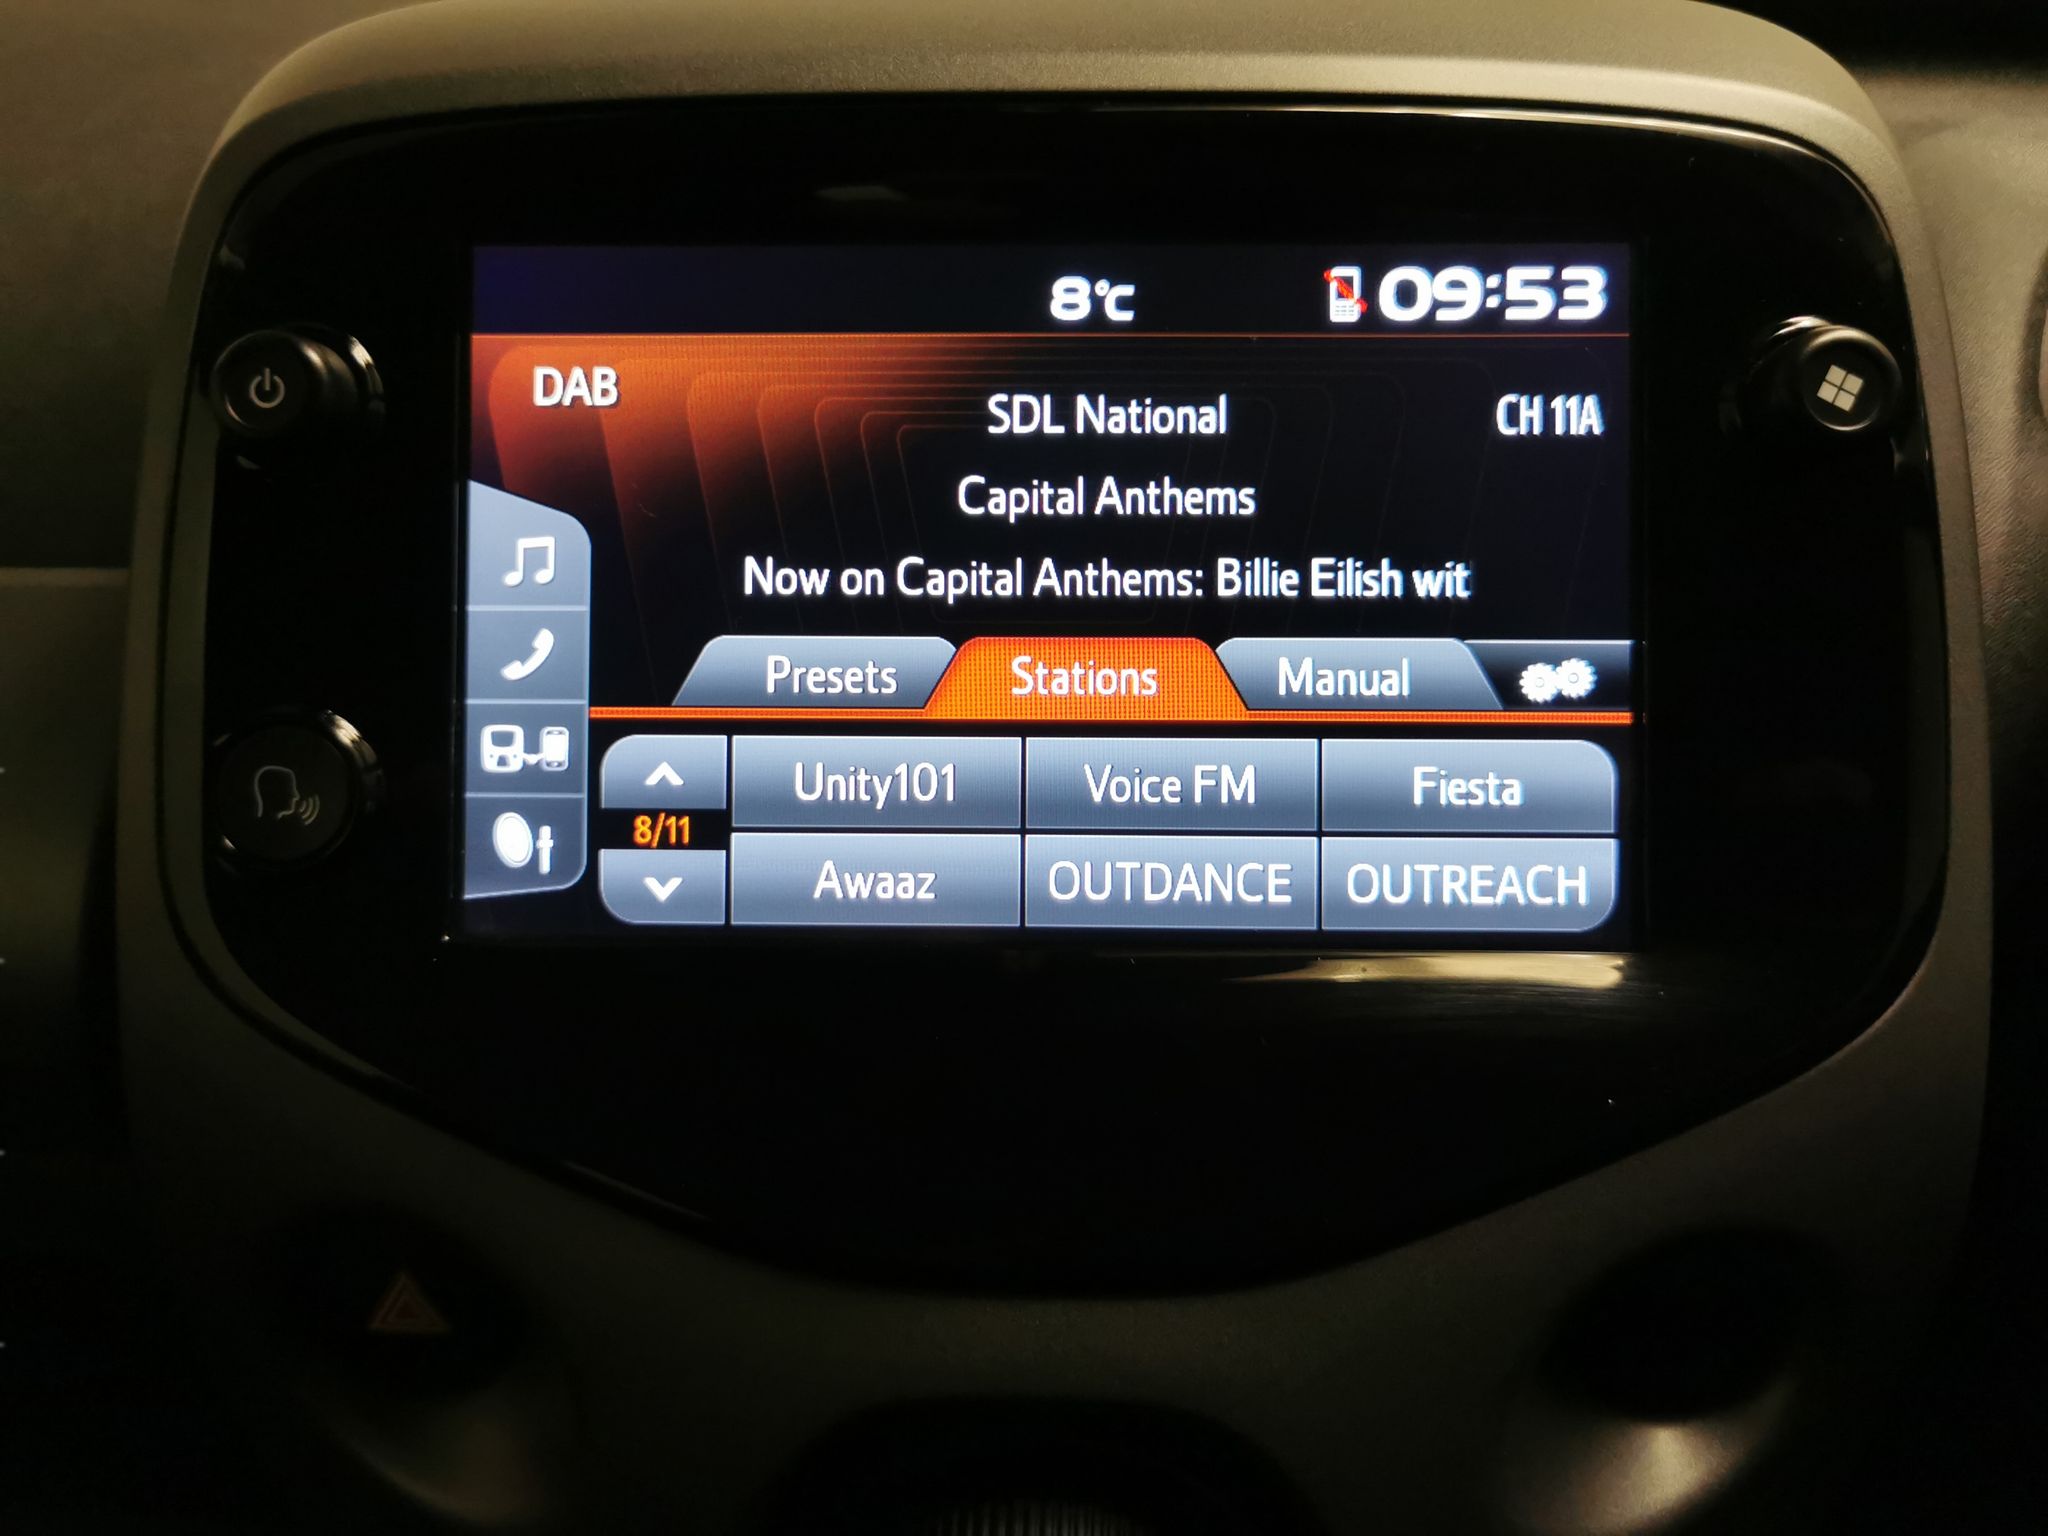 8°C 09:53
DAB
SDL National CH 11A
Capital Anthems
Now on Capital Anthems: Billie Eilish wit
Presets Stations Manual
Unity101 Voice FM Fiesta
8/11
Awaaz OUTDANCE OUTREACH